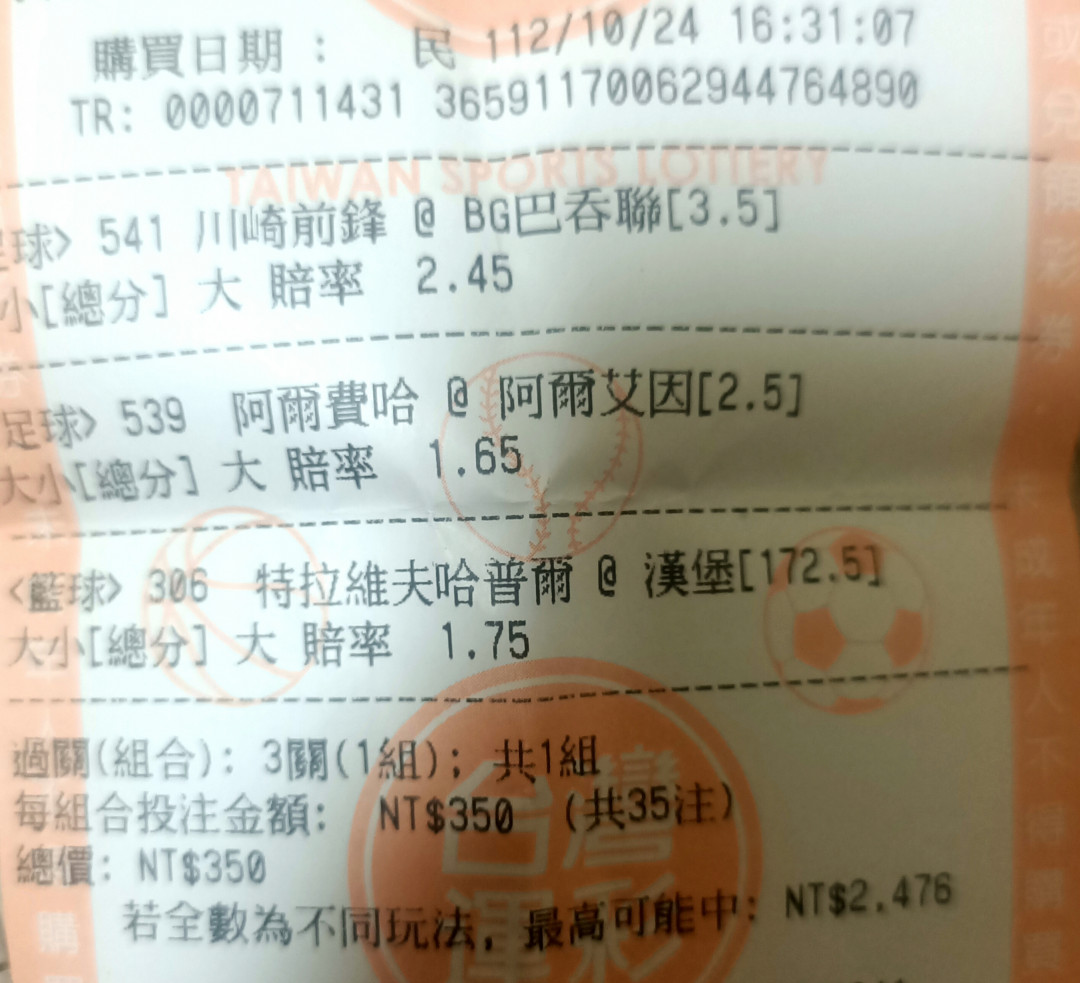 購買日期 : 民 112/10/24 16:31:07
TR: 0000711431 36591170062944764890
TAIWAN SPORTS LOTTERY
足球> 541 川崎前鋒 @ BG巴吞聯[3.5]
小[總分] 大 賠率 2.45
足球> 539 阿爾費哈 @ 阿爾艾因[2.5]
大小[總分] 大 賠率 1.65
<籃球> 306 特拉維夫哈普爾 @ 漢堡[172.5]
大小[總分] 大 賠率 1.75
過關(組合): 3關(1組); 共1組
每組合投注金額: NT$350 (共35注)
總價: NT$350
若全數為不同玩法, 最高可能中: NT$2,476
台灣
運彩